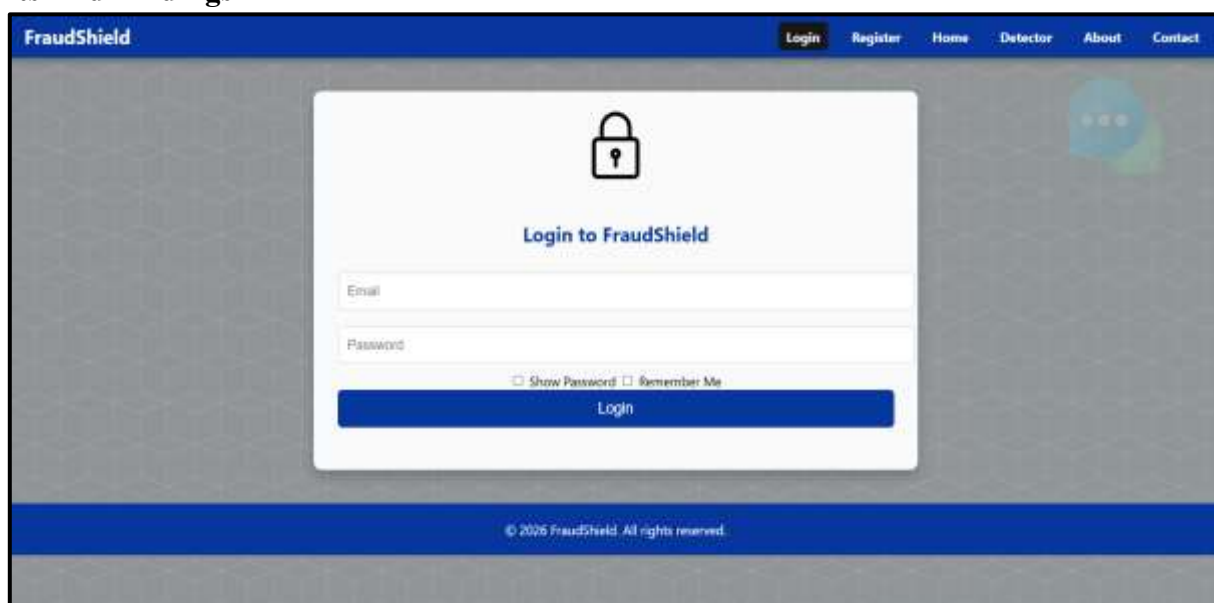 FraudShield
Login Register Home Detector About Contact
Login to FraudShield
Email
Password
Show Password Remember Me
Login
© 2026 FraudShield. All rights reserved.